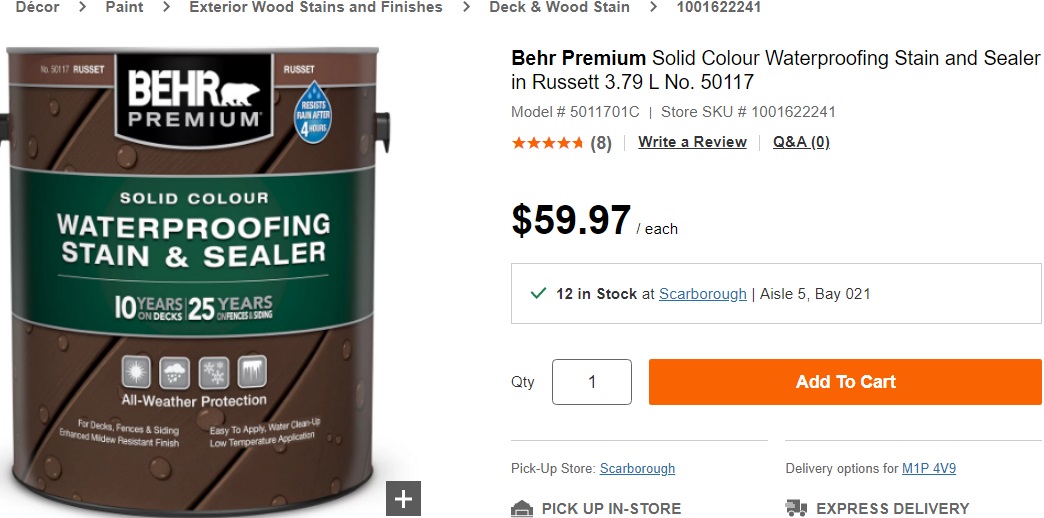 Décor > Paint > Exterior Wood Stains and Finishes > Deck & Wood Stain > 1001622241
No. 50117 RUSSET
RUSSET
BEHR
PREMIUM®
RESISTS
RAIN AFTER
4 HOURS
SOLID COLOUR
WATERPROOFING
STAIN & SEALER
10 YEARS ON DECKS | 25 YEARS ON FENCES & SIDING
All-Weather Protection
For Decks, Fences & Siding
Enhanced Mildew Resistant Finish
Easy To Apply, Water Clean-Up
Low Temperature Application
Behr Premium Solid Colour Waterproofing Stain and Sealer
in Russett 3.79 L No. 50117
Model # 5011701C | Store SKU # 1001622241
(8) Write a Review Q&A (0)
$59.97 / each
12 in Stock at Scarborough | Aisle 5, Bay 021
Qty 1 Add To Cart
Pick-Up Store: Scarborough
Delivery options for M1P 4V9
PICK UP IN-STORE
EXPRESS DELIVERY